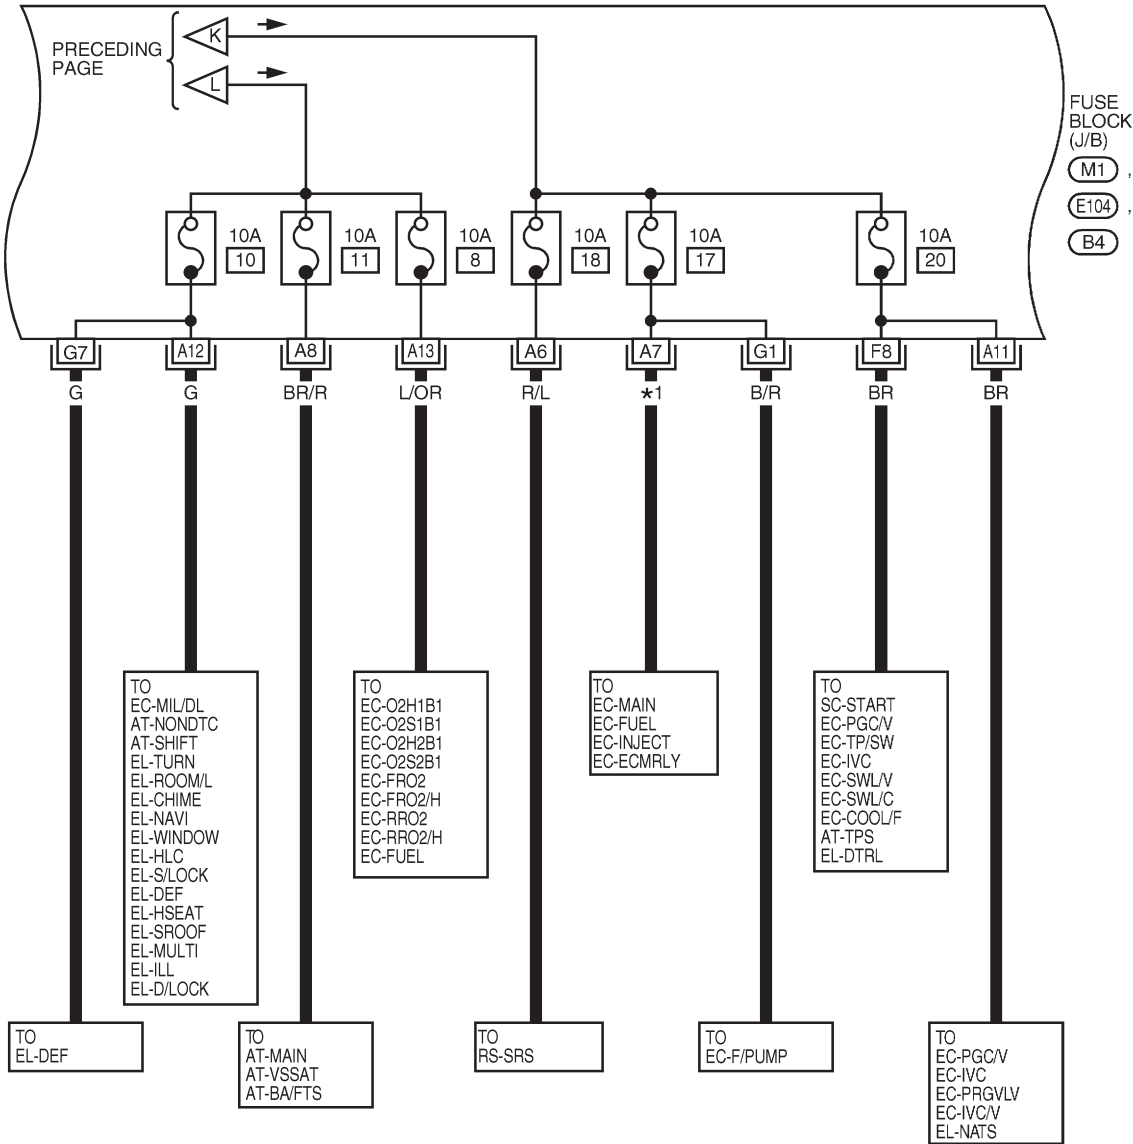 PRECEDING
PAGE
K
L
FUSE
BLOCK
(J/B)
M1 ,
E104 ,
B4
10A
10
10A
11
10A
8
10A
18
10A
17
10A
20
G7
A12
A8
A13
A6
A7
G1
F8
A11
G
G
BR/R
L/OR
R/L
★1
B/R
BR
BR
TO
EC-MIL/DL
AT-NONDTC
AT-SHIFT
EL-TURN
EL-ROOM/L
EL-CHIME
EL-NAVI
EL-WINDOW
EL-HLC
EL-S/LOCK
EL-DEF
EL-HSEAT
EL-SROOF
EL-MULTI
EL-ILL
EL-D/LOCK
TO
EC-O2H1B1
EC-O2S1B1
EC-O2H2B1
EC-O2S2B1
EC-FRO2
EC-FRO2/H
EC-RRO2
EC-RRO2/H
EC-FUEL
TO
EC-MAIN
EC-FUEL
EC-INJECT
EC-ECMRLY
TO
SC-START
EC-PGC/V
EC-TP/SW
EC-IVC
EC-SWL/V
EC-SWL/C
EC-COOL/F
AT-TPS
EL-DTRL
TO
EL-DEF
TO
AT-MAIN
AT-VSSAT
AT-BA/FTS
TO
RS-SRS
TO
EC-F/PUMP
TO
EC-PGC/V
EC-IVC
EC-PRGVLV
EC-IVC/V
EL-NATS